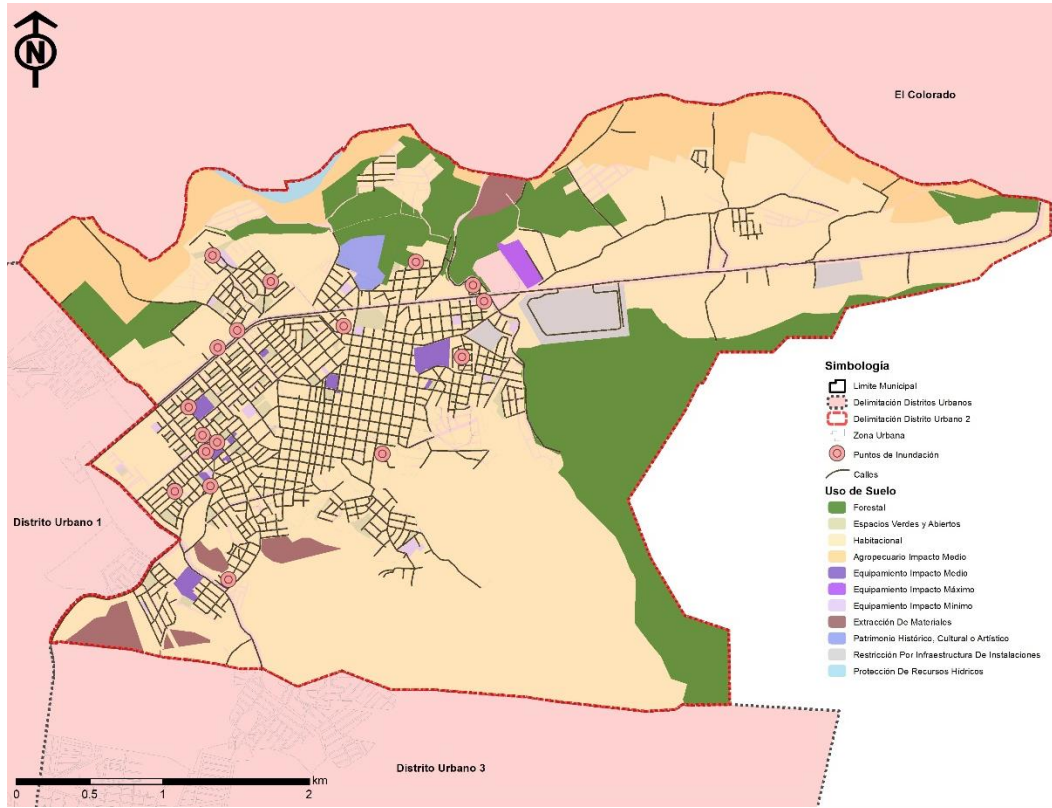 N
El Colorado
Simbología
Limite Municipal
Delimitación Distritos Urbanos
Delimitación Distrito Urbano 2
Zona Urbana
Puntos de Inundación
Calles
Uso de Suelo
Forestal
Espacios Verdes y Abiertos
Habitacional
Agropecuario Impacto Medio
Equipamiento Impacto Medio
Equipamiento Impacto Máximo
Equipamiento Impacto Mínimo
Extracción De Materiales
Patrimonio Histórico, Cultural o Artístico
Restricción Por Infraestructura De Instalaciones
Protección De Recursos Hídricos
Distrito Urbano 1
Distrito Urbano 3
km
0 0.5 1 2